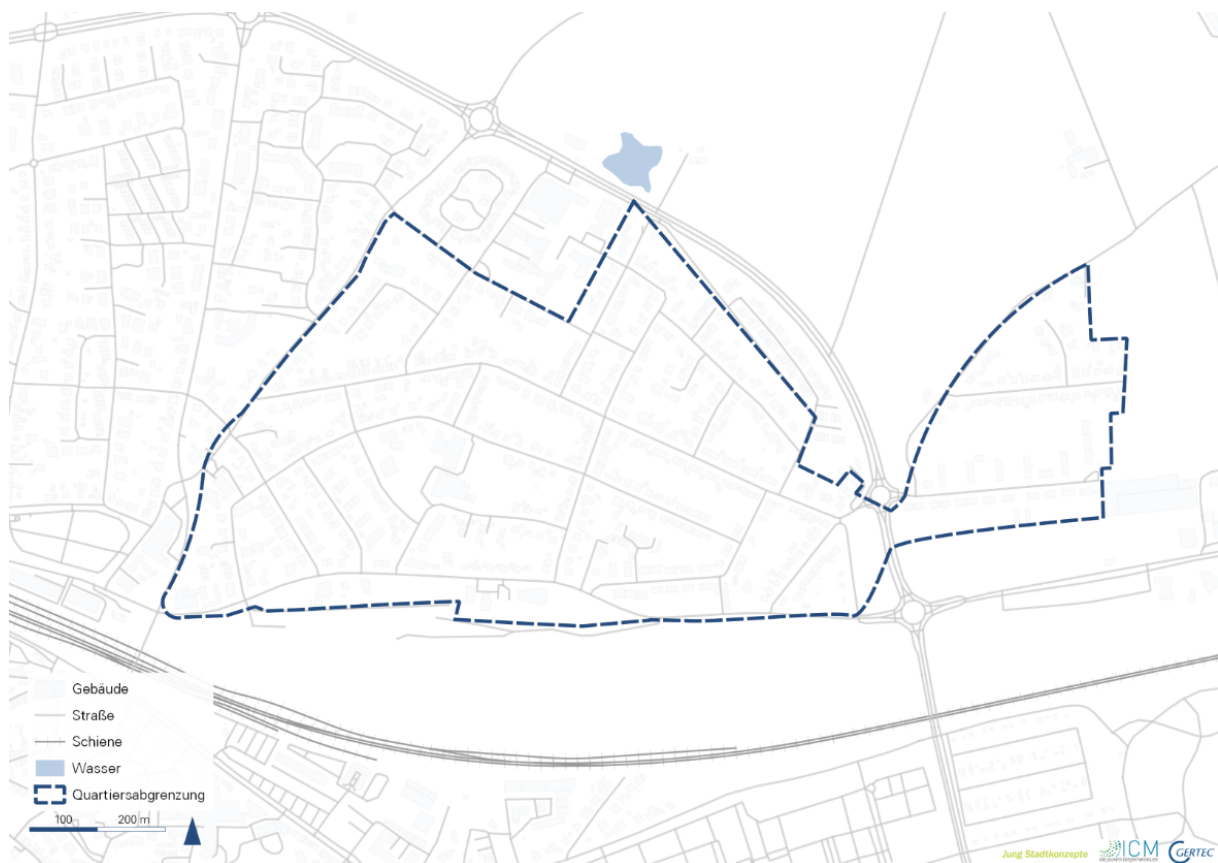 Gebäude
Straße
Schiene
Wasser
Quartiersabgrenzung
100 200 m
Jung Stadtkonzepte ICM GERTEC